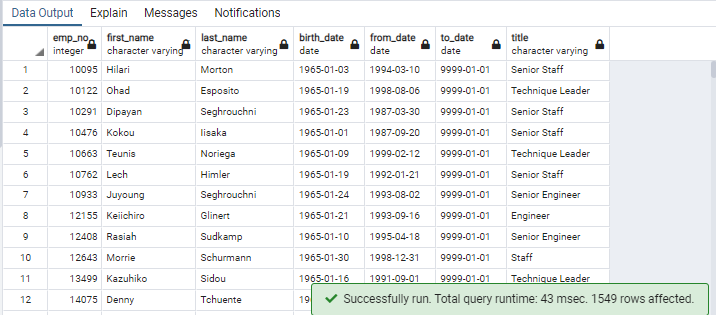 Data Output Explain Messages Notifications
emp_no first_name last_name birth_date from_date to_date title
integer character varying character varying date date date character varying
1 10095 Hilari Morton 1965-01-03 1994-03-10 9999-01-01 Senior Staff
2 10122 Ohad Esposito 1965-01-19 1998-08-06 9999-01-01 Technique Leader
3 10291 Dipayan Seghrouchni 1965-01-23 1987-03-30 9999-01-01 Senior Staff
4 10476 Kokou Iisaka 1965-01-01 1987-09-20 9999-01-01 Senior Staff
5 10663 Teunis Noriega 1965-01-09 1999-02-12 9999-01-01 Technique Leader
6 10762 Lech Himler 1965-01-19 1992-01-21 9999-01-01 Senior Staff
7 10933 Juyoung Seghrouchni 1965-01-24 1993-08-02 9999-01-01 Senior Engineer
8 12155 Keiichiro Glinert 1965-01-21 1993-09-16 9999-01-01 Engineer
9 12408 Rasiah Sudkamp 1965-01-10 1995-04-18 9999-01-01 Senior Engineer
10 12643 Morrie Schurmann 1965-01-30 1998-12-31 9999-01-01 Staff
11 13499 Kazuhiko Sidou 1965-01-16 1991-09-01 9999-01-01 Technique Leader
12 14075 Denny Tchuente
Successfully run. Total query runtime: 43 msec. 1549 rows affected.